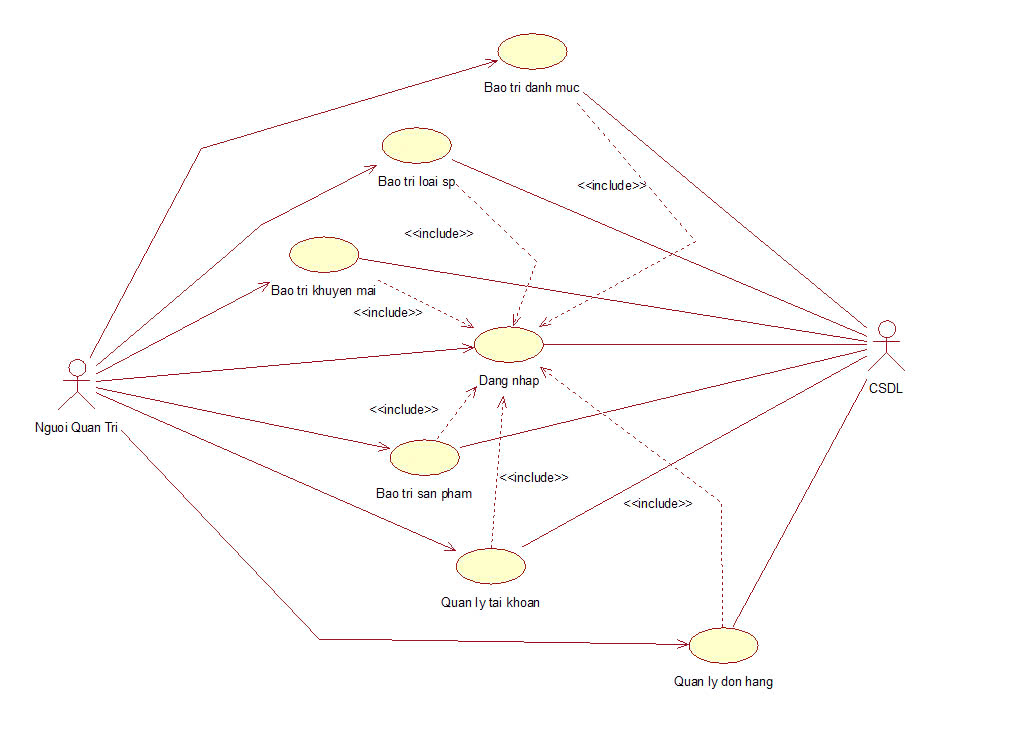 Bao tri danh muc
Bao tri loai sp
<<include>>
<<include>>
Bao tri khuyen mai
<<include>>
Dang nhap
CSDL
<<include>>
Nguoi Quan Tri
<<include>>
Bao tri san pham
<<include>>
Quan ly tai khoan
Quan ly don hang